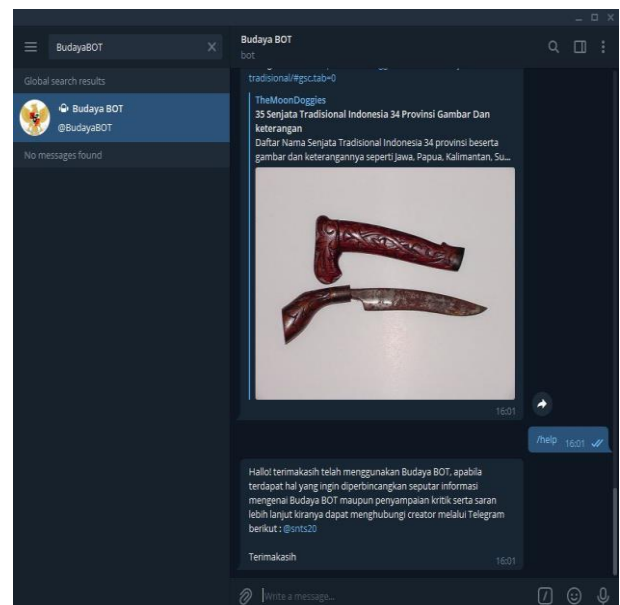 BudayaBOT
Global search results
Budaya BOT
@BudayaBOT
No messages found
Budaya BOT
bot
tradisional/#gsc.tab=0
TheMoonDoggies
35 Senjata Tradisional Indonesia 34 Provinsi Gambar Dan
keterangan
Daftar Nama Senjata Tradisional Indonesia 34 provinsi beserta
gambar dan keterangannya seperti Jawa, Papua, Kalimantan, Su...
16:01
/help 16:01
Hallo! terimakasih telah menggunakan Budaya BOT, apabila
terdapat hal yang ingin diperbincangkan seputar informasi
mengenai Budaya BOT maupun penyampaian kritik serta saran
lebih lanjut kiranya dapat menghubungi creator melalui Telegram
berikut : @snts20
Terimakasih
16:01
Write a message...